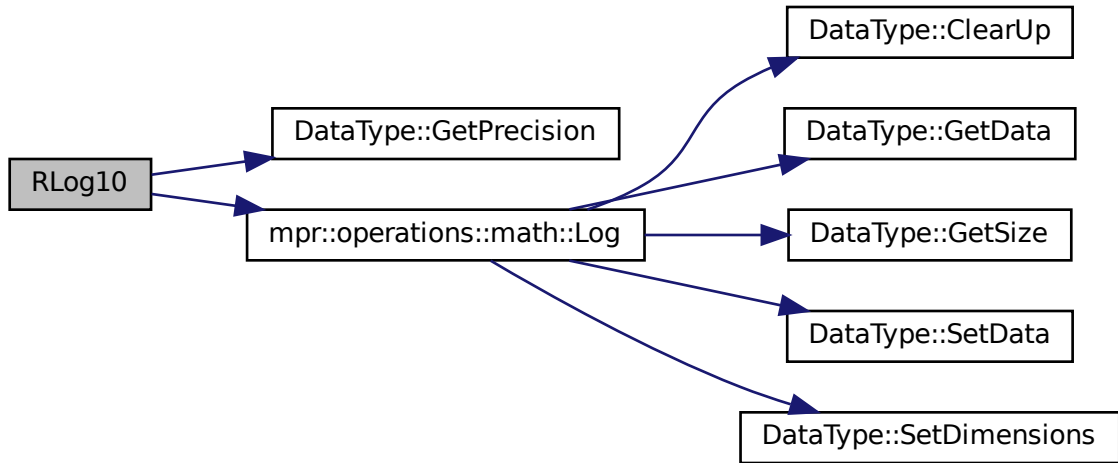 RLog10
DataType::GetPrecision
mpr::operations::math::Log
DataType::ClearUp
DataType::GetData
DataType::GetSize
DataType::SetData
DataType::SetDimensions